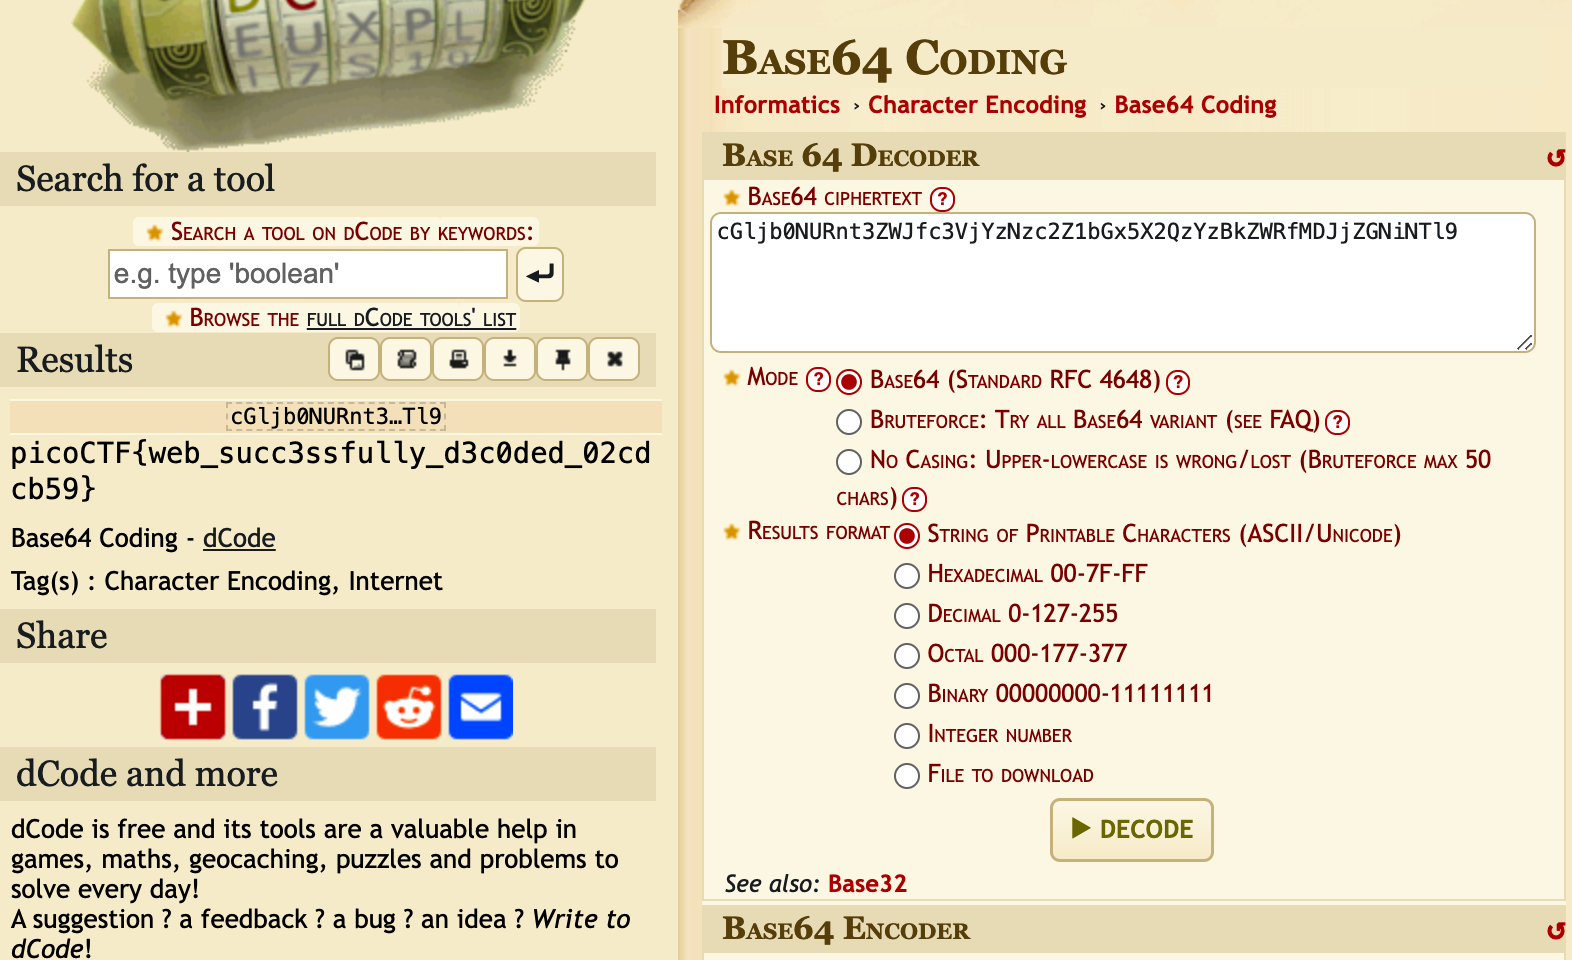 D C
E U X P L
I 7 S 1 0
Search for a tool
Search a tool on dCode by keywords:
e.g. type 'boolean'
Browse the full dCode tools' list
Results
cGljb0NURnt3…Tl9
picoCTF{web_succ3ssfully_d3c0ded_02cd
cb59}
Base64 Coding - dCode
Tag(s) : Character Encoding, Internet
Share
dCode and more
dCode is free and its tools are a valuable help in
games, maths, geocaching, puzzles and problems to
solve every day!
A suggestion ? a feedback ? a bug ? an idea ? Write to
dCode!
Base64 Coding
Informatics › Character Encoding › Base64 Coding
Base 64 Decoder
Base64 ciphertext ?
cGljb0NURnt3ZWJfc3VjYzNzc2Z1bGx5X2QzYzBkZWRfMDJjZGNiNTl9
Mode ? Base64 (Standard RFC 4648) ?
Bruteforce: Try all Base64 variant (see FAQ) ?
No Casing: Upper-lowercase is wrong/lost (Bruteforce max 50
chars) ?
Results format String of Printable Characters (ASCII/Unicode)
Hexadecimal 00-7F-FF
Decimal 0-127-255
Octal 000-177-377
Binary 00000000-11111111
Integer number
File to download
▶ DECODE
See also: Base32
Base64 Encoder